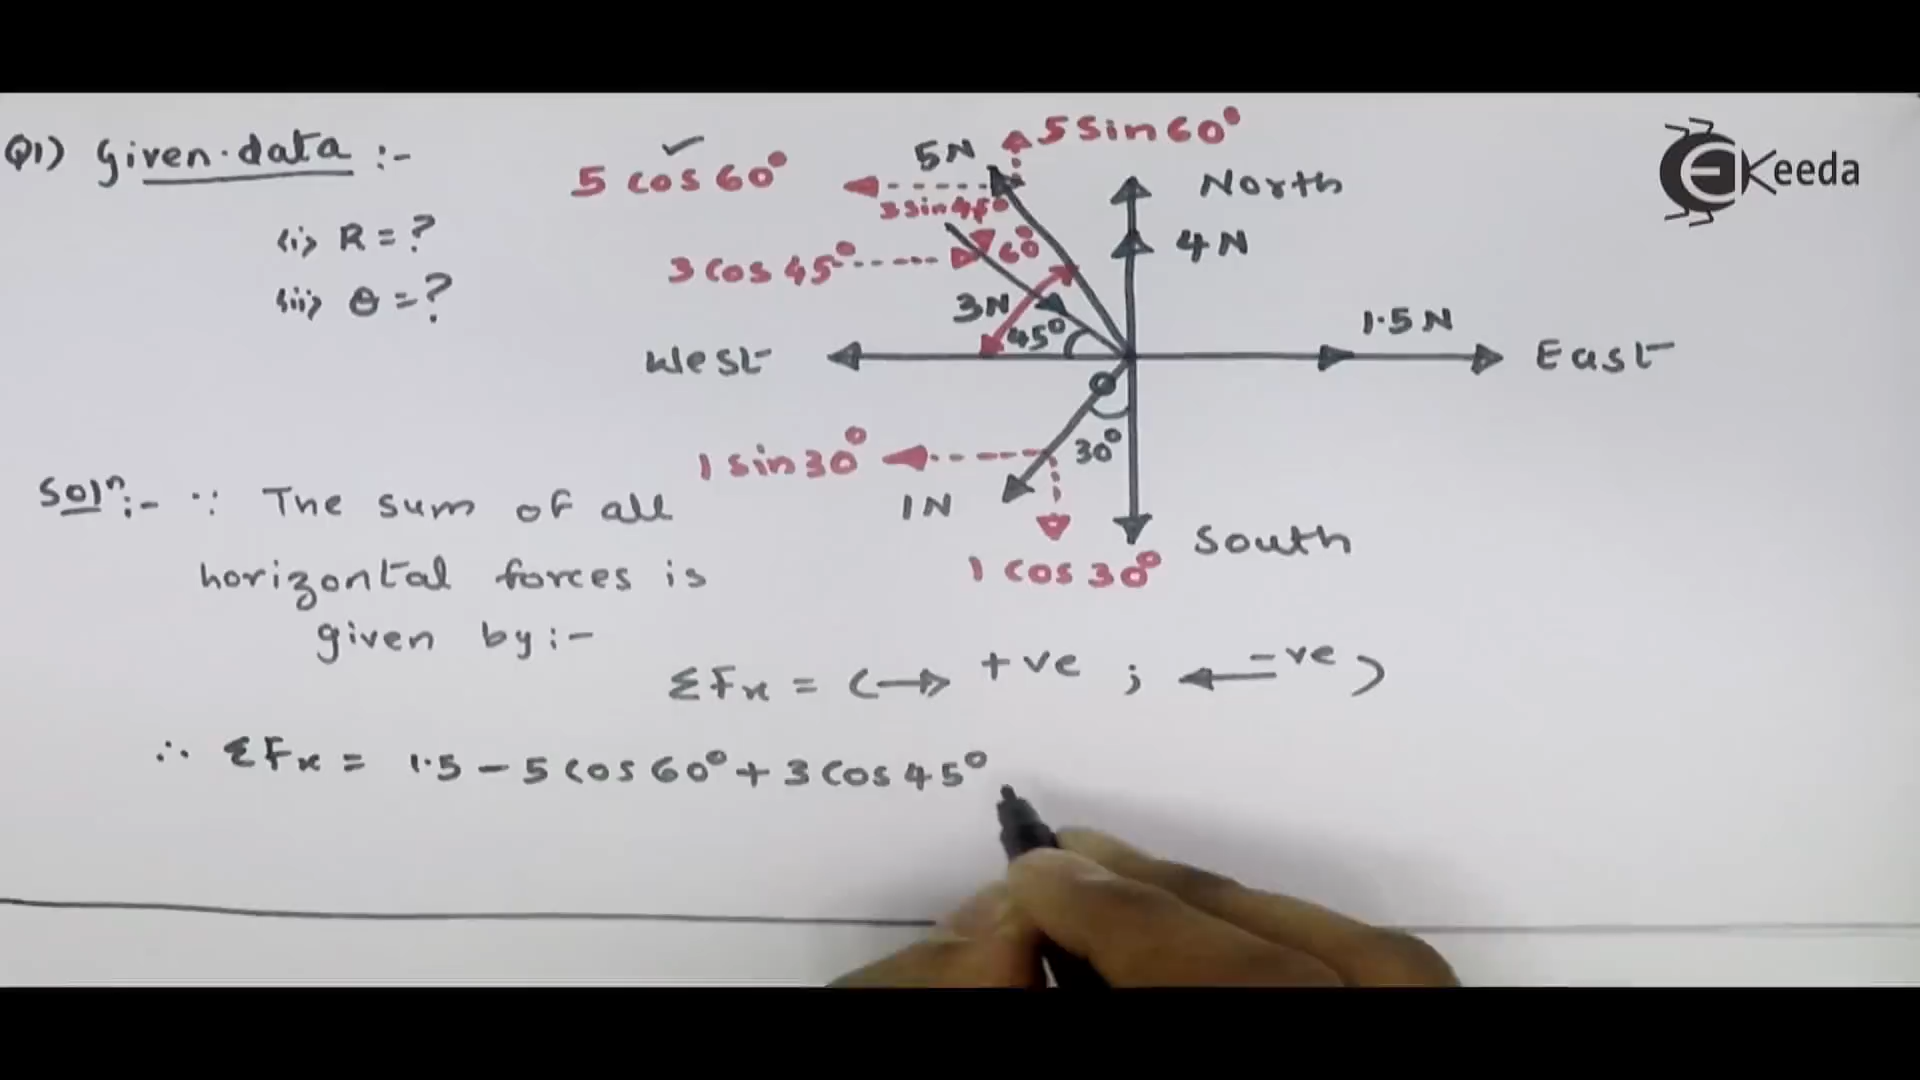 Q1) Given data :-
(i) R = ?
(ii) θ = ?
5 cos 60°
5N
5 sin 60°
North
3 sin 45°
60°
4N
3 cos 45°
3N
45°
1.5N
West
East
O
30°
1 sin 30°
1N
South
1 cos 30°
Ekeeda
Solⁿ:- ∵ The sum of all
horizontal forces is
given by:-
ΣFx = (→ +ve ; ← -ve)
∴ ΣFx = 1.5 - 5 cos 60° + 3 cos 45°